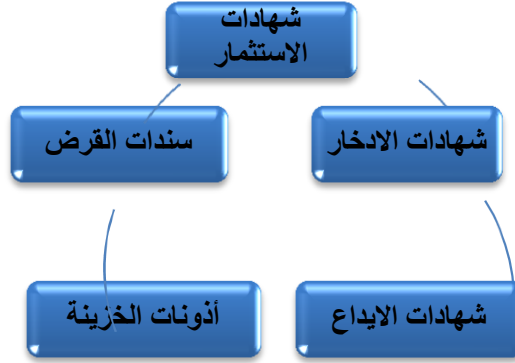 شهادات
الاستثمار
شهادات الادخار
سندات القرض
شهادات الايداع
أذونات الخزينة